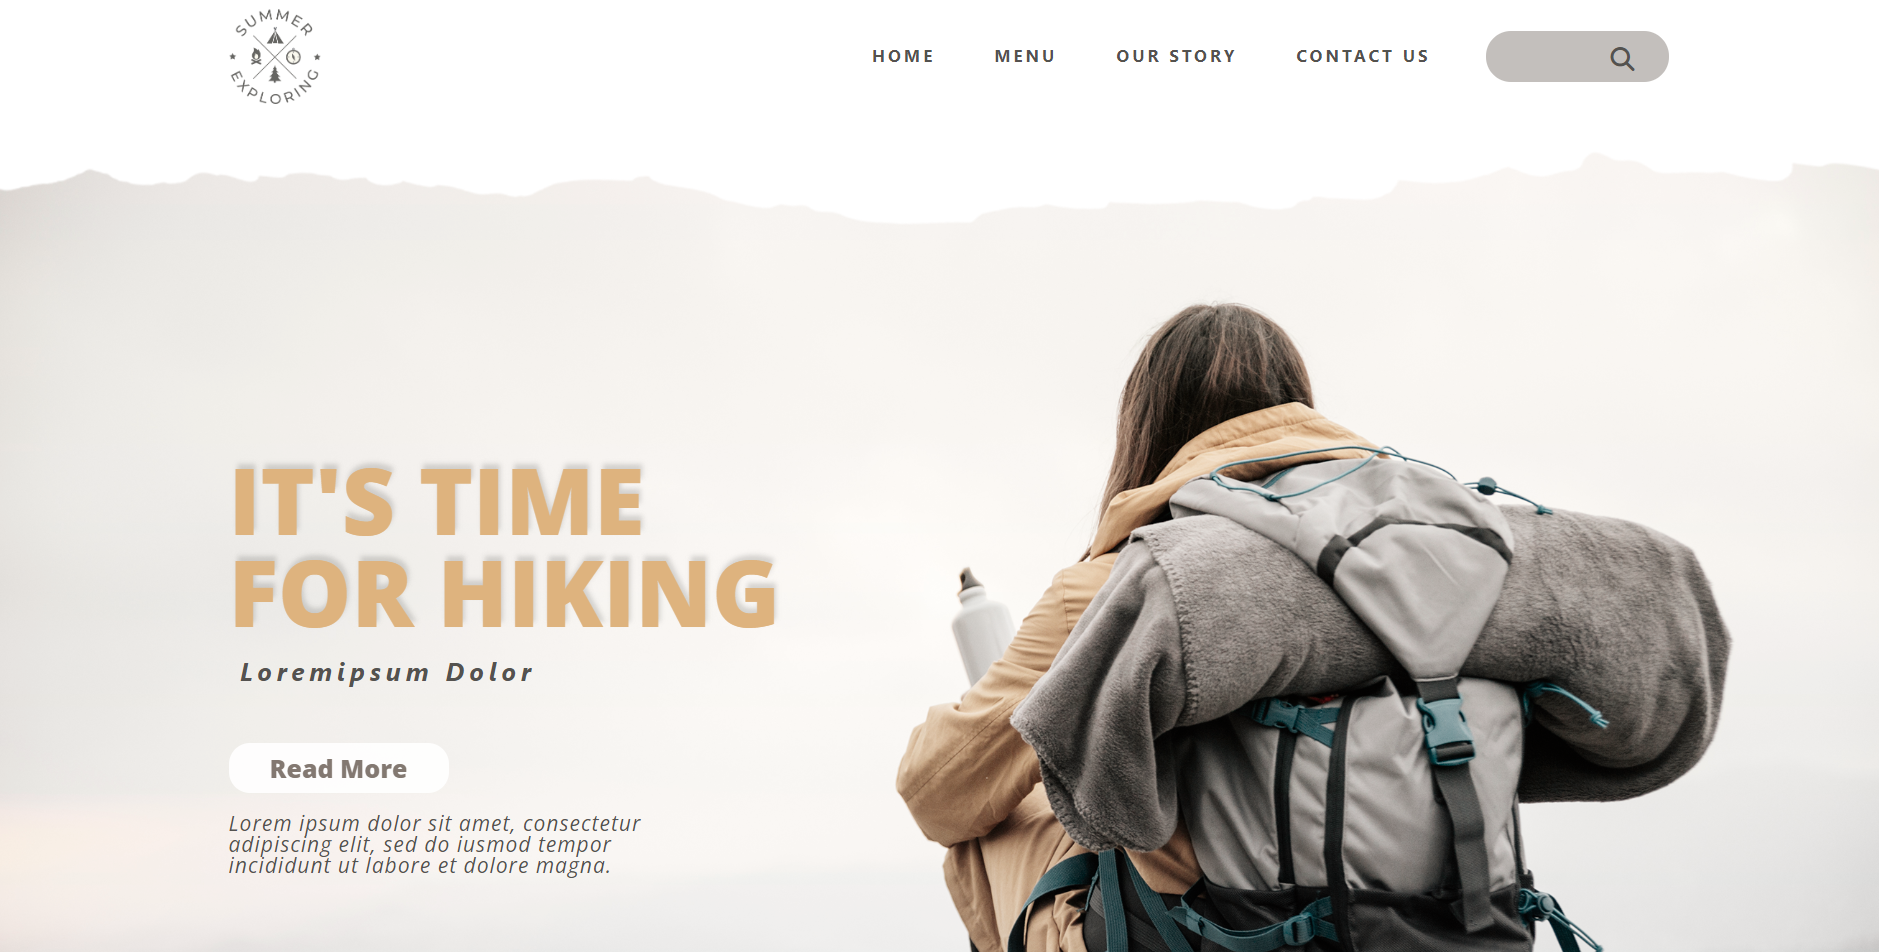 SUMMER
EXPLORING
HOME MENU OUR STORY CONTACT US
IT'S TIME
FOR HIKING
Loremipsum Dolor
Read More
Lorem ipsum dolor sit amet, consectetur
adipiscing elit, sed do iusmod tempor
incididunt ut labore et dolore magna.